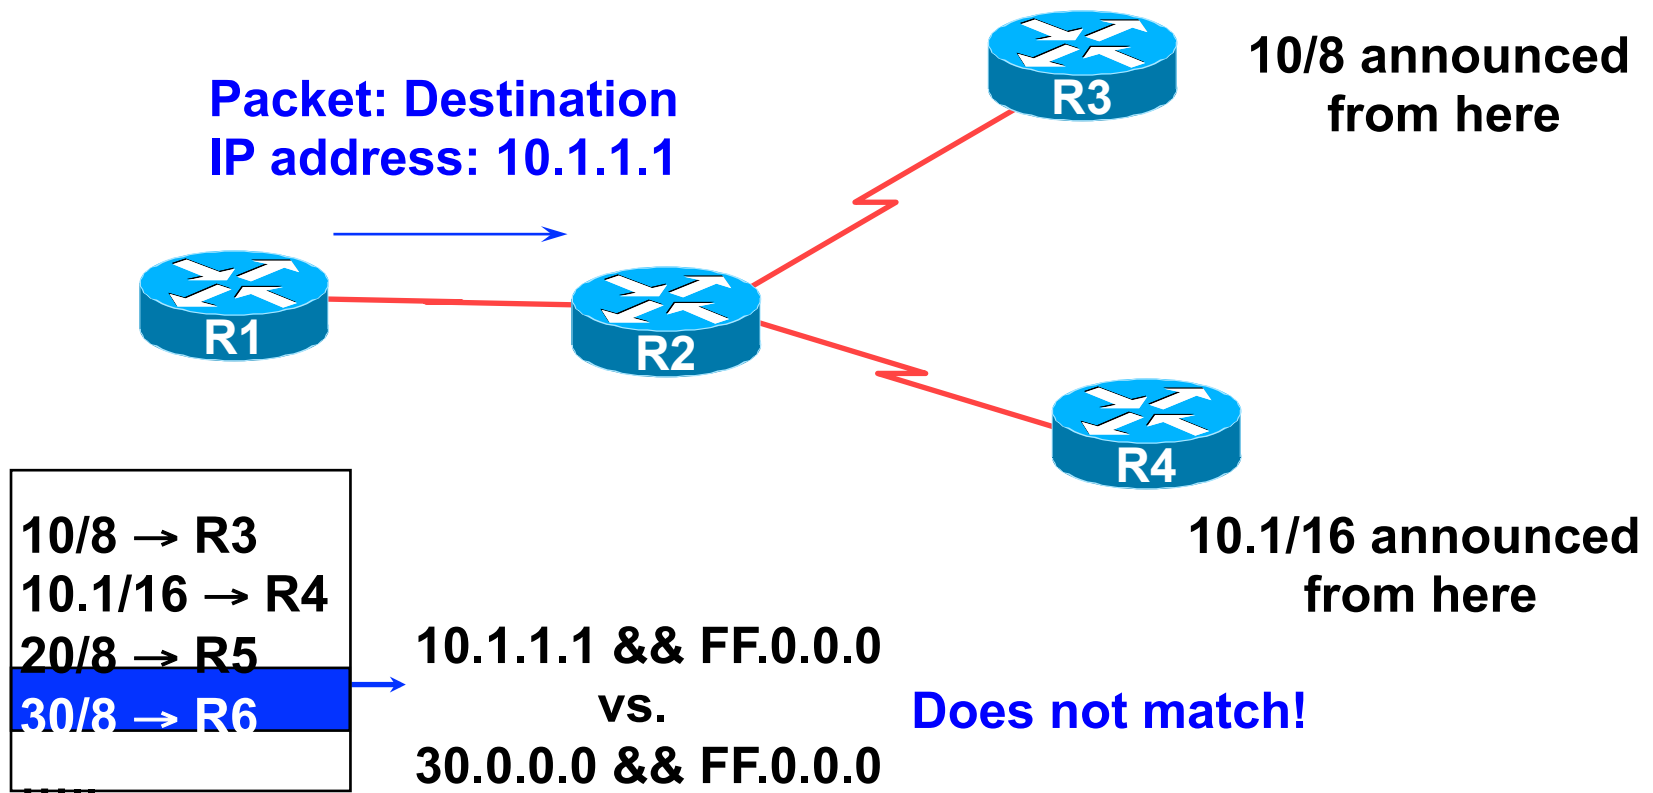 Packet: Destination
IP address: 10.1.1.1
10/8 announced
from here
R3
R1
R2
R4
10.1/16 announced
from here
10/8 → R3
10.1/16 → R4
20/8 → R5
30/8 → R6
.....
10.1.1.1 && FF.0.0.0
vs.
30.0.0.0 && FF.0.0.0
Does not match!